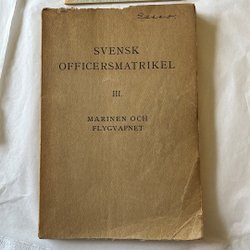 SVENSK
OFFICERSMATRIKEL
III.
MARINEN OCH
FLYGVAPNET